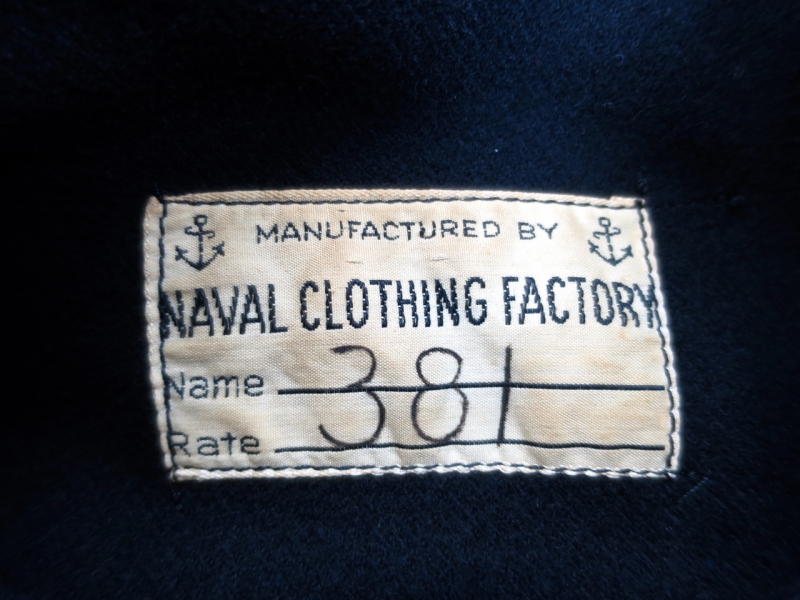 MANUFACTURED BY
NAVAL CLOTHING FACTORY
Name
381
Rate